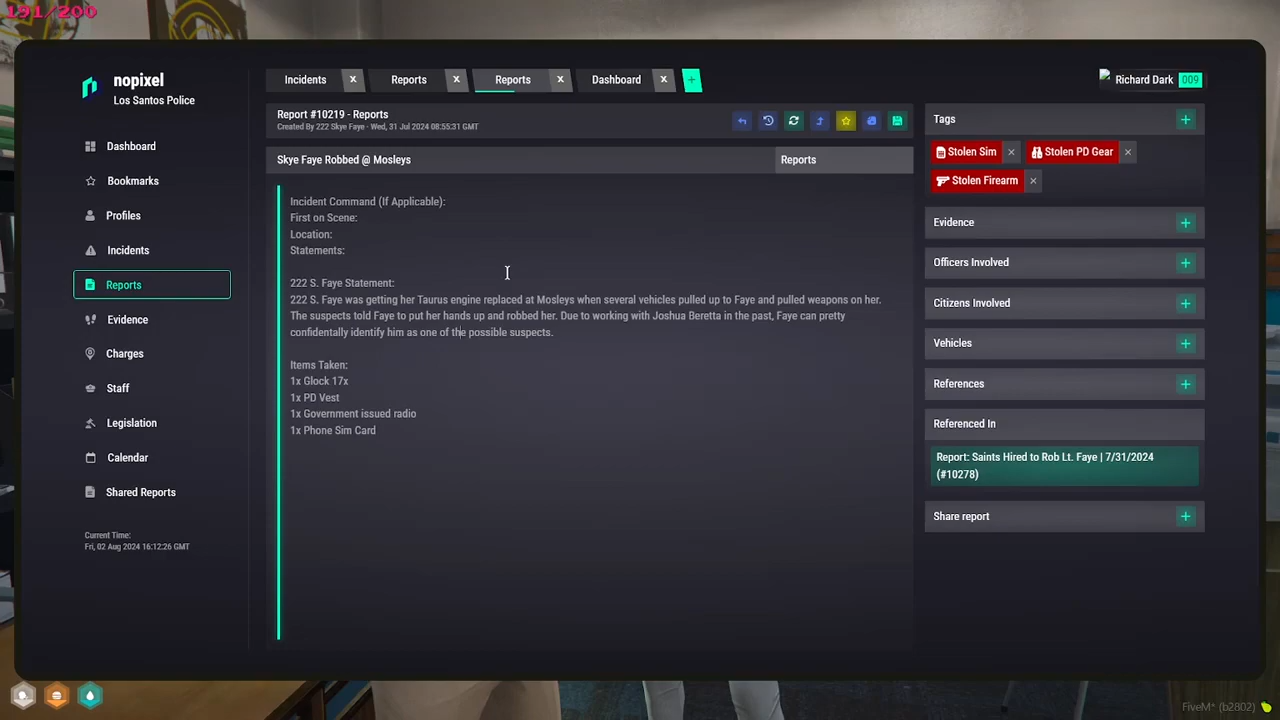 191/200
nopixel
Los Santos Police
Incidents x
Reports x
Reports x
Dashboard x
+
Richard Dark 009
Dashboard
Bookmarks
Profiles
Incidents
Reports
Evidence
Charges
Staff
Legislation
Calendar
Shared Reports
Current Time:
Fri, 02 Aug 2024 16:12:26 GMT
Report #10219 - Reports
Created By 222 Skye Faye - Wed, 31 Jul 2024 08:55:31 GMT
Skye Faye Robbed @ Mosleys
Reports
Incident Command (If Applicable):
First on Scene:
Location:
Statements:
222 S. Faye Statement:
222 S. Faye was getting her Taurus engine replaced at Mosleys when several vehicles pulled up to Faye and pulled weapons on her.
The suspects told Faye to put her hands up and robbed her. Due to working with Joshua Beretta in the past, Faye can pretty
confidentally identify him as one of the possible suspects.
Items Taken:
1x Glock 17x
1x PD Vest
1x Government issued radio
1x Phone Sim Card
Tags +
Stolen Sim × Stolen PD Gear ×
Stolen Firearm ×
Evidence +
Officers Involved +
Citizens Involved +
Vehicles +
References +
Referenced In
Report: Saints Hired to Rob Lt. Faye | 7/31/2024
(#10278)
Share report +
FiveM* (b2802)